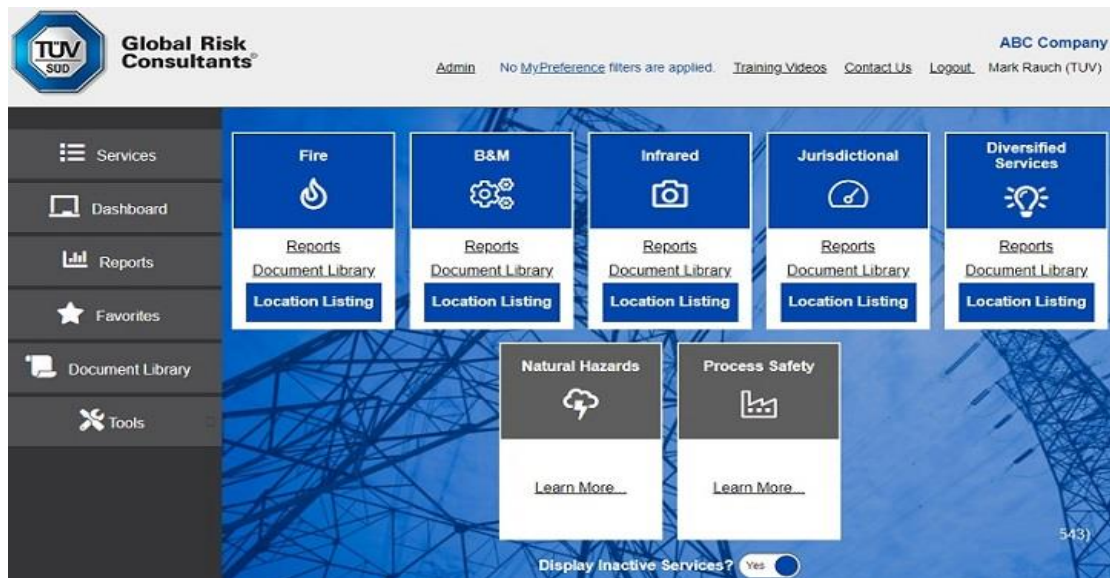 TÜV
SÜD
Global Risk
Consultants®
ABC Company
Admin No MyPreference filters are applied. Training Videos Contact Us Logout Mark Rauch (TUV)
Services
Dashboard
Reports
Favorites
Document Library
Tools
Fire
Reports
Document Library
Location Listing
B&M
Reports
Document Library
Location Listing
Infrared
Reports
Document Library
Location Listing
Jurisdictional
Reports
Document Library
Location Listing
Diversified
Services
Reports
Document Library
Location Listing
Natural Hazards
Learn More...
Process Safety
Learn More...
543)
Display Inactive Services? Yes